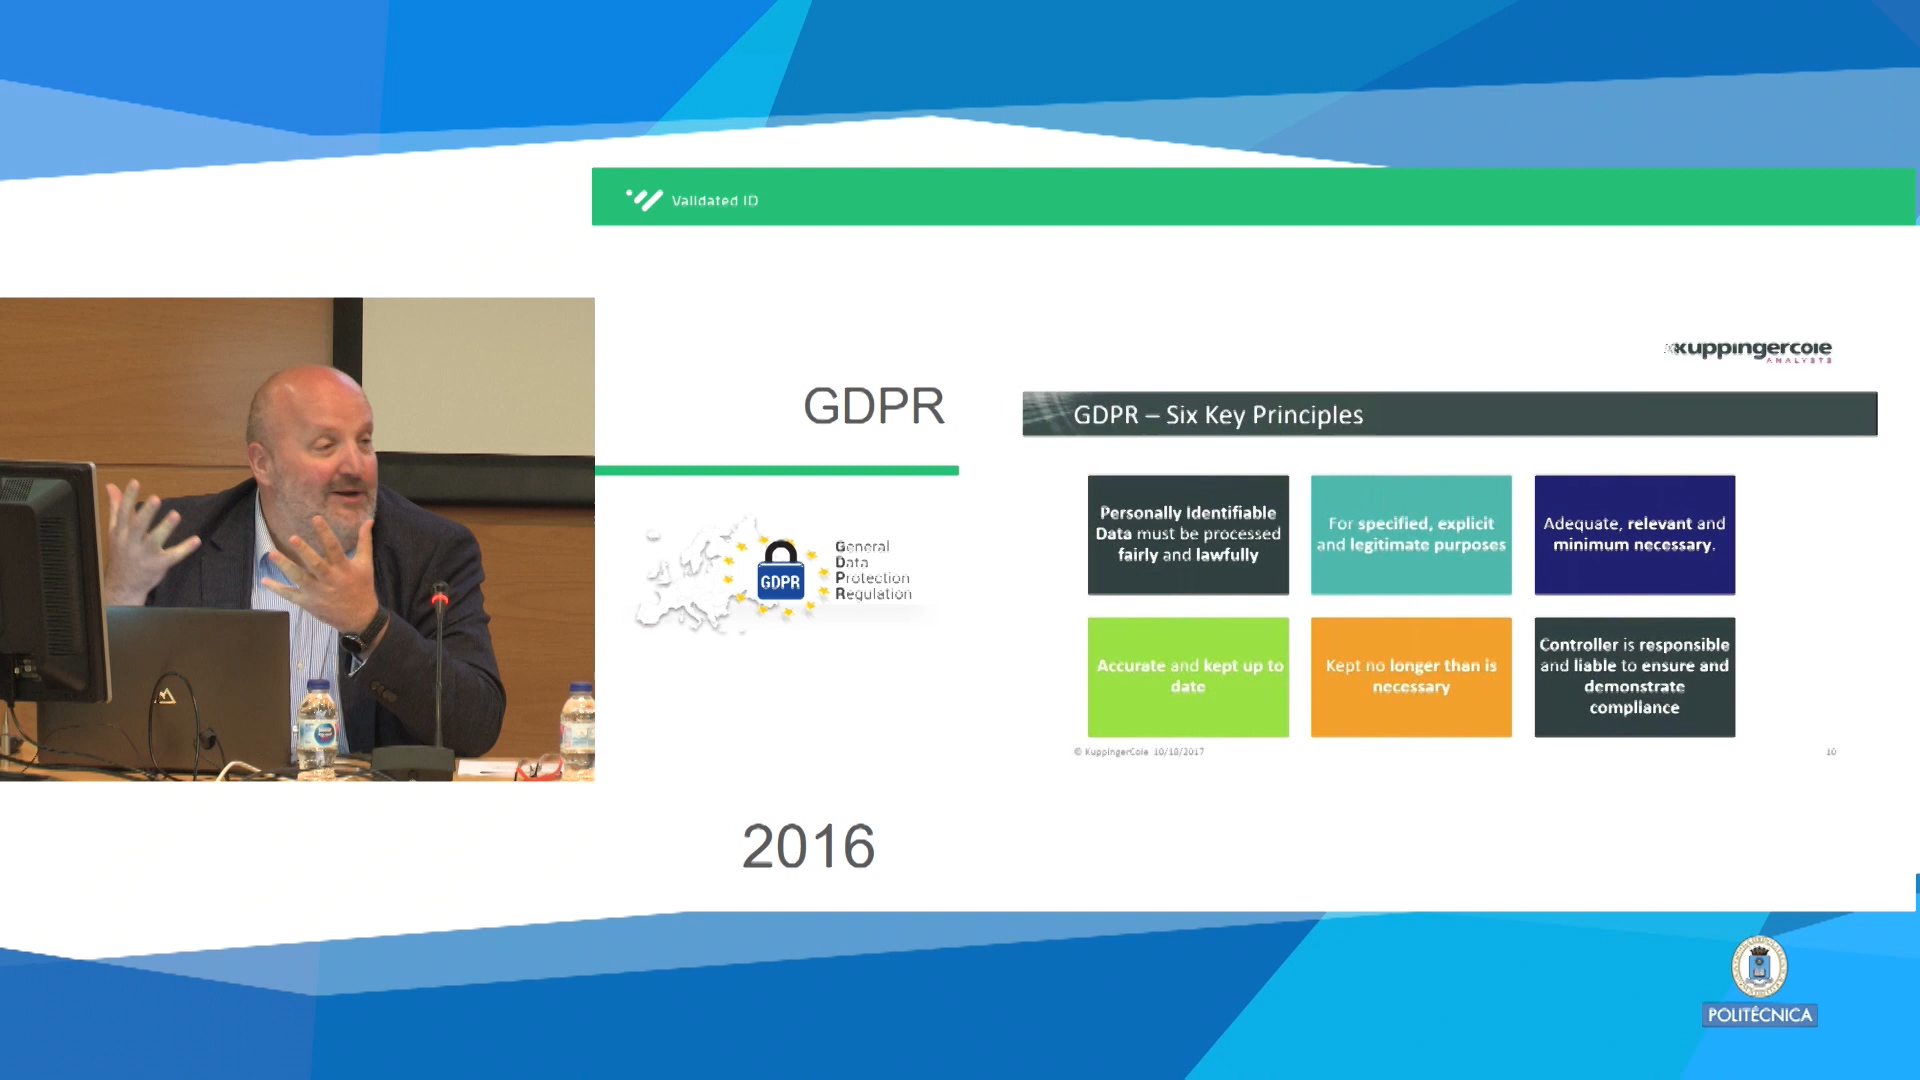 Validated ID
kuppingercole
ANALYSTS
GDPR
GDPR – Six Key Principles
Personally Identifiable
Data must be processed
fairly and lawfully
For specified, explicit
and legitimate purposes
Adequate, relevant and
minimum necessary.
GDPR
General
Data
Protection
Regulation
Accurate and kept up to
date
Kept no longer than is
necessary
Controller is responsible
and liable to ensure and
demonstrate
compliance
© KuppingerCole 10/18/2017
10
2016
POLITÉCNICA